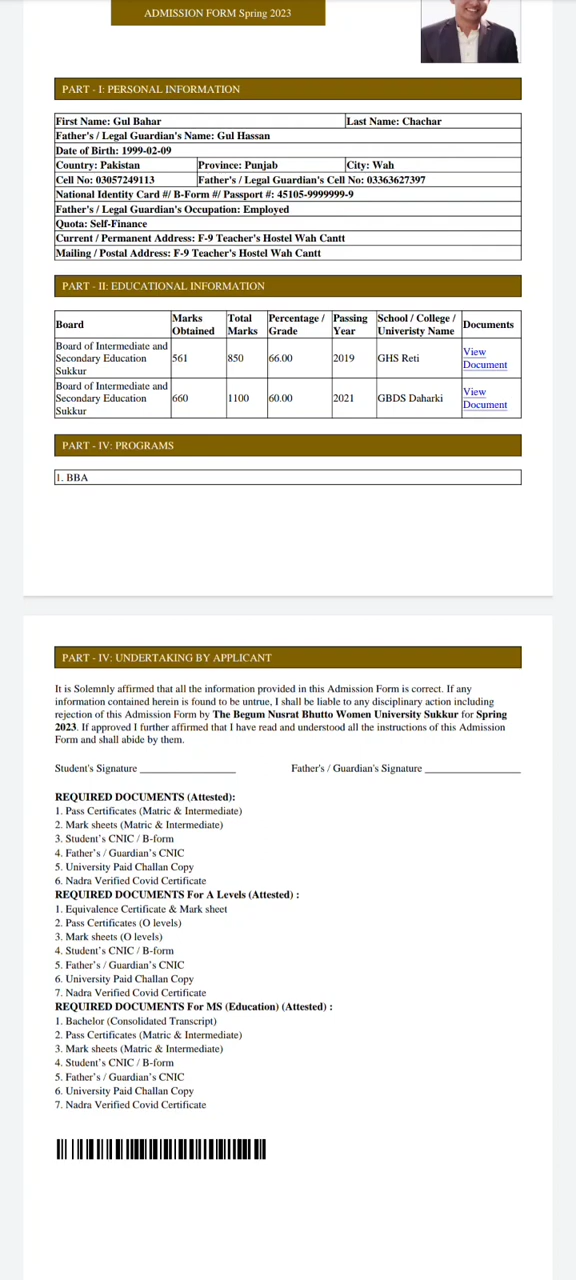 ADMISSION FORM Spring 2023
PART - I: PERSONAL INFORMATION
First Name: Gul Bahar Last Name: Chachar
Father's / Legal Guardian's Name: Gul Hassan
Date of Birth: 1999-02-09
Country: Pakistan Province: Punjab City: Wah
Cell No: 03057249113 Father's / Legal Guardian's Cell No: 03363627397
National Identity Card #/ B-Form #/ Passport #: 45105-9999999-9
Father's / Legal Guardian's Occupation: Employed
Quota: Self-Finance
Current / Permanent Address: F-9 Teacher's Hostel Wah Cantt
Mailing / Postal Address: F-9 Teacher's Hostel Wah Cantt
PART - II: EDUCATIONAL INFORMATION
Board Marks Obtained Total Marks Percentage / Grade Passing Year School / College / Univeristy Name Documents
Board of Intermediate and Secondary Education Sukkur 561 850 66.00 2019 GHS Reti View Document
Board of Intermediate and Secondary Education Sukkur 660 1100 60.00 2021 GBDS Daharki View Document
PART - IV: PROGRAMS
1. BBA
PART - IV: UNDERTAKING BY APPLICANT
It is Solemnly affirmed that all the information provided in this Admission Form is correct. If any
information contained herein is found to be untrue, I shall be liable to any disciplinary action including
rejection of this Admission Form by The Begum Nusrat Bhutto Women University Sukkur for Spring
2023. If approved I further affirmed that I have read and understood all the instructions of this Admission
Form and shall abide by them.
Student's Signature ___________________ Father's / Guardian's Signature ___________________
REQUIRED DOCUMENTS (Attested):
1. Pass Certificates (Matric & Intermediate)
2. Mark sheets (Matric & Intermediate)
3. Student’s CNIC / B-form
4. Father’s / Guardian’s CNIC
5. University Paid Challan Copy
6. Nadra Verified Covid Certificate
REQUIRED DOCUMENTS For A Levels (Attested) :
1. Equivalence Certificate & Mark sheet
2. Pass Certificates (O levels)
3. Mark sheets (O levels)
4. Student’s CNIC / B-form
5. Father’s / Guardian’s CNIC
6. University Paid Challan Copy
7. Nadra Verified Covid Certificate
REQUIRED DOCUMENTS For MS (Education) (Attested) :
1. Bachelor (Consolidated Transcript)
2. Pass Certificates (Matric & Intermediate)
3. Mark sheets (Matric & Intermediate)
4. Student’s CNIC / B-form
5. Father’s / Guardian’s CNIC
6. University Paid Challan Copy
7. Nadra Verified Covid Certificate